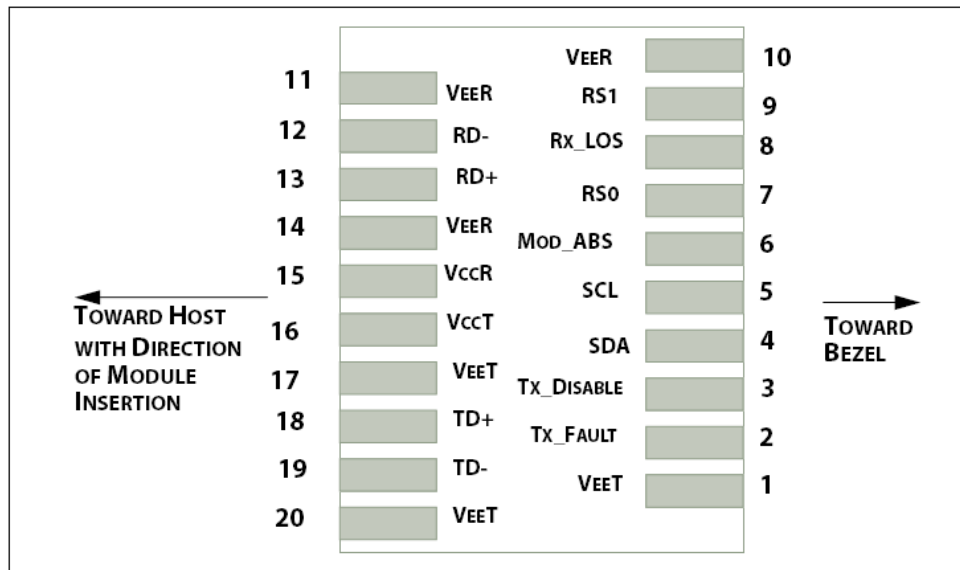 VEER 10
11 VEER
RS1 9
12 RD-
RX_LOS 8
13 RD+
RS0 7
14 VEER
MOD_ABS 6
15 VCCR
SCL 5
16 VCCT
SDA 4
17 VEET
TX_DISABLE 3
18 TD+
TX_FAULT 2
19 TD-
VEET 1
20 VEET
TOWARD HOST
WITH DIRECTION
OF MODULE
INSERTION
TOWARD
BEZEL